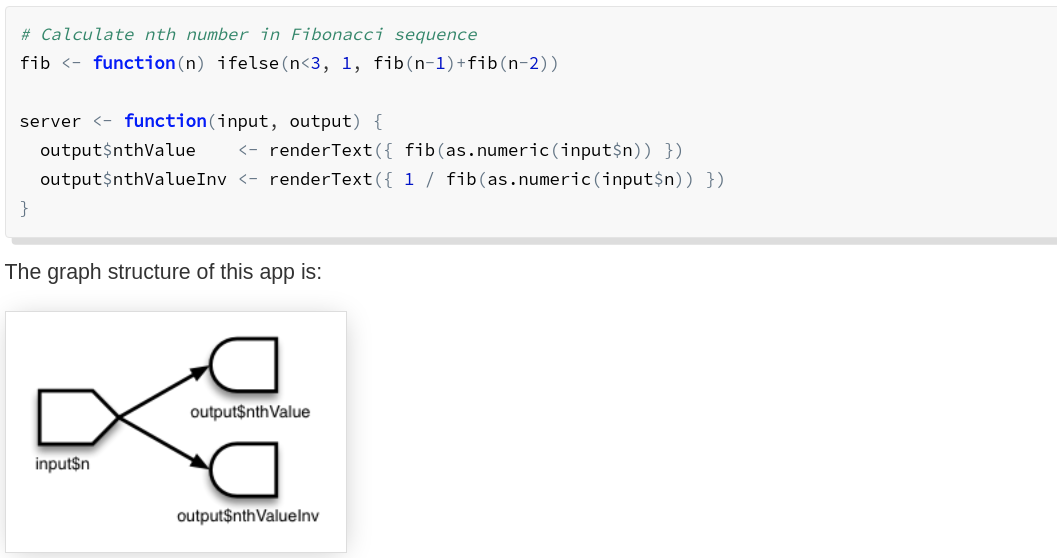 # Calculate nth number in Fibonacci sequence
fib <- function(n) ifelse(n<3, 1, fib(n-1)+fib(n-2))
server <- function(input, output) {
  output$nthValue    <- renderText({ fib(as.numeric(input$n)) })
  output$nthValueInv <- renderText({ 1 / fib(as.numeric(input$n)) })
}
The graph structure of this app is:
output$nthValue
input$n
output$nthValueInv